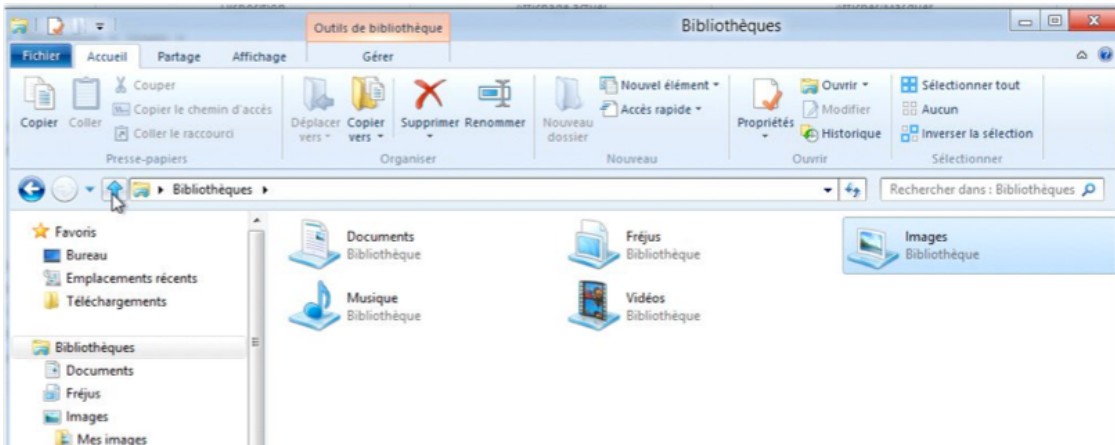 Outils de bibliothèque
Bibliothèques
Fichier Accueil Partage Affichage Gérer
Copier
Coller
Couper
Copier le chemin d'accès
Coller le raccourci
Presse-papiers
Déplacer vers
Copier vers
Supprimer
Renommer
Organiser
Nouveau dossier
Nouvel élément
Accès rapide
Nouveau
Propriétés
Ouvrir
Modifier
Historique
Ouvrir
Sélectionner tout
Aucun
Inverser la sélection
Sélectionner
Bibliothèques
Rechercher dans : Bibliothèques
Favoris
Bureau
Emplacements récents
Téléchargements
Bibliothèques
Documents
Fréjus
Images
Mes images
Documents
Bibliothèque
Fréjus
Bibliothèque
Images
Bibliothèque
Musique
Bibliothèque
Vidéos
Bibliothèque